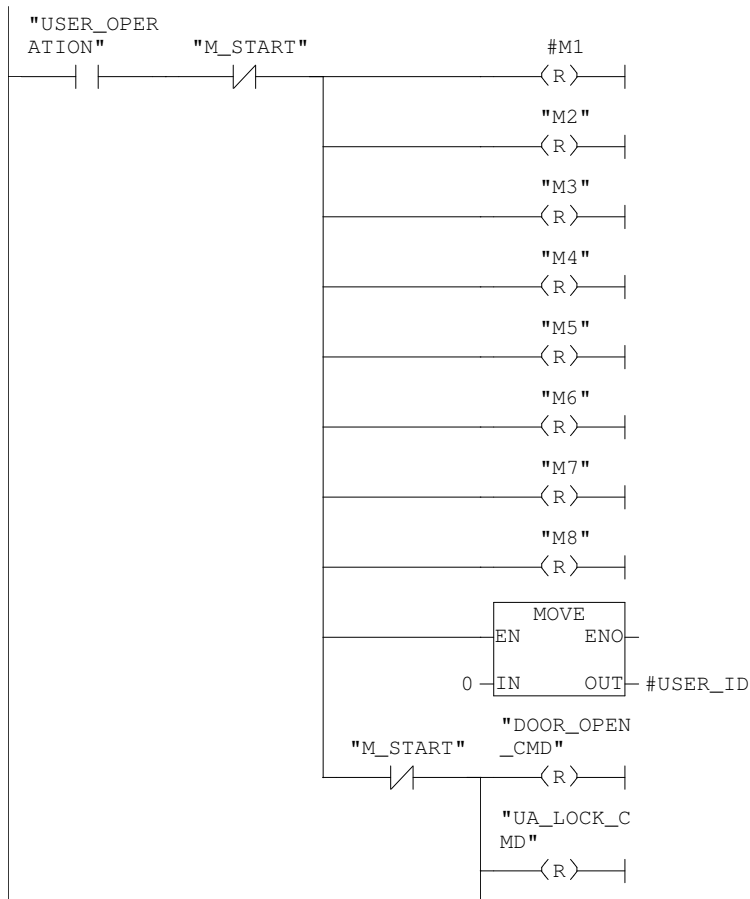 "USER_OPER
ATION"
"M_START"
#M1
R
"M2"
R
"M3"
R
"M4"
R
"M5"
R
"M6"
R
"M7"
R
"M8"
R
MOVE
EN ENO
0 IN OUT #USER_ID
"M_START"
"DOOR_OPEN
_CMD"
R
"UA_LOCK_C
MD"
R